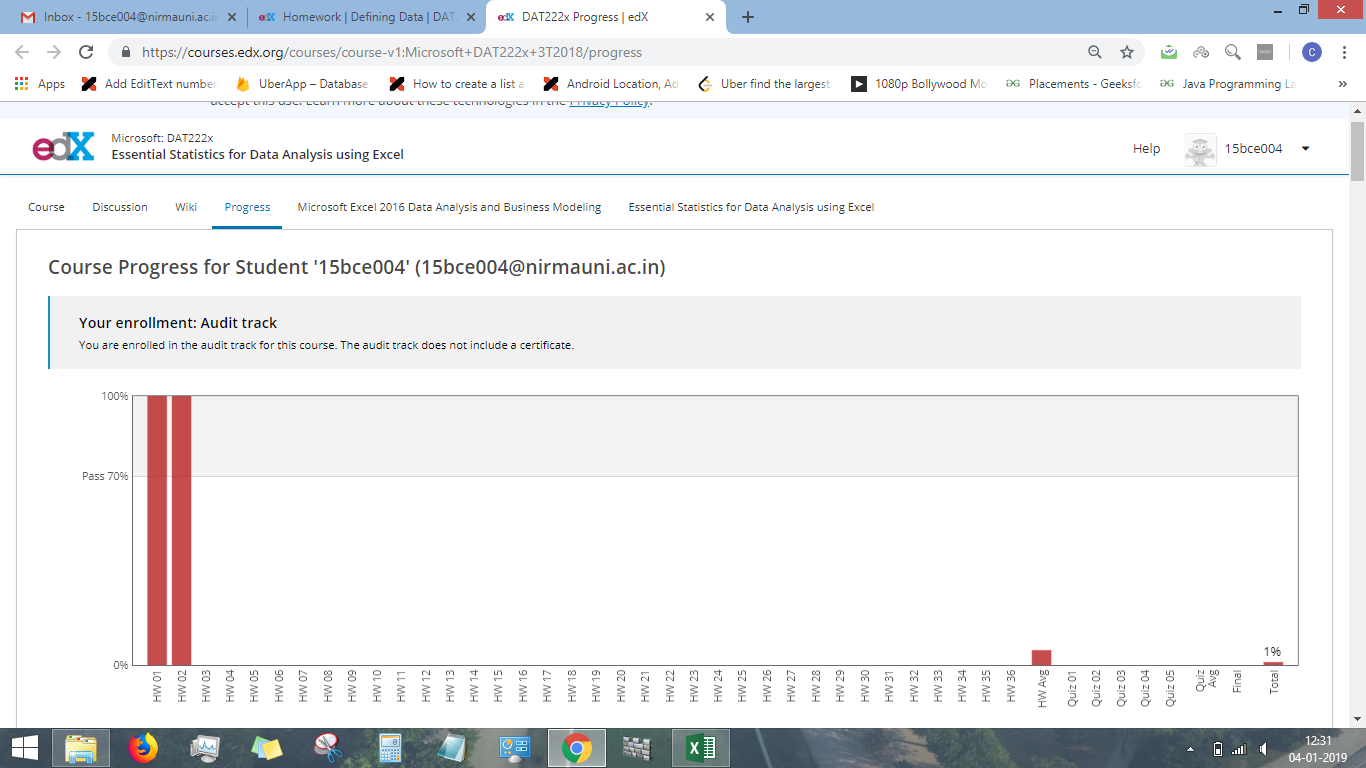 Inbox - 15bce004@nirmauni.ac.in
Homework | Defining Data | DAT
DAT222x Progress | edX
https://courses.edx.org/courses/course-v1:Microsoft+DAT222x+3T2018/progress
C
Apps
Add EditText number
UberApp – Database
How to create a list a
Android Location, Ad
Uber find the largest
1080p Bollywood Mo
Placements - Geeksfo
Java Programming La
»
accept this use. Learn more about these technologies in the Privacy Policy.
edX
Microsoft: DAT222x
Essential Statistics for Data Analysis using Excel
Help
15bce004
Course
Discussion
Wiki
Progress
Microsoft Excel 2016 Data Analysis and Business Modeling
Essential Statistics for Data Analysis using Excel
Course Progress for Student '15bce004' (15bce004@nirmauni.ac.in)
Your enrollment: Audit track
You are enrolled in the audit track for this course. The audit track does not include a certificate.
100%
Pass 70%
0%
1%
HW 01
HW 02
HW 03
HW 04
HW 05
HW 06
HW 07
HW 08
HW 09
HW 10
HW 11
HW 12
HW 13
HW 14
HW 15
HW 16
HW 17
HW 18
HW 19
HW 20
HW 21
HW 22
HW 23
HW 24
HW 25
HW 26
HW 27
HW 28
HW 29
HW 30
HW 31
HW 32
HW 33
HW 34
HW 35
HW 36
HW Avg
Quiz 01
Quiz 02
Quiz 03
Quiz 04
Quiz 05
Quiz
Avg
Final
Total
12:31
04-01-2019